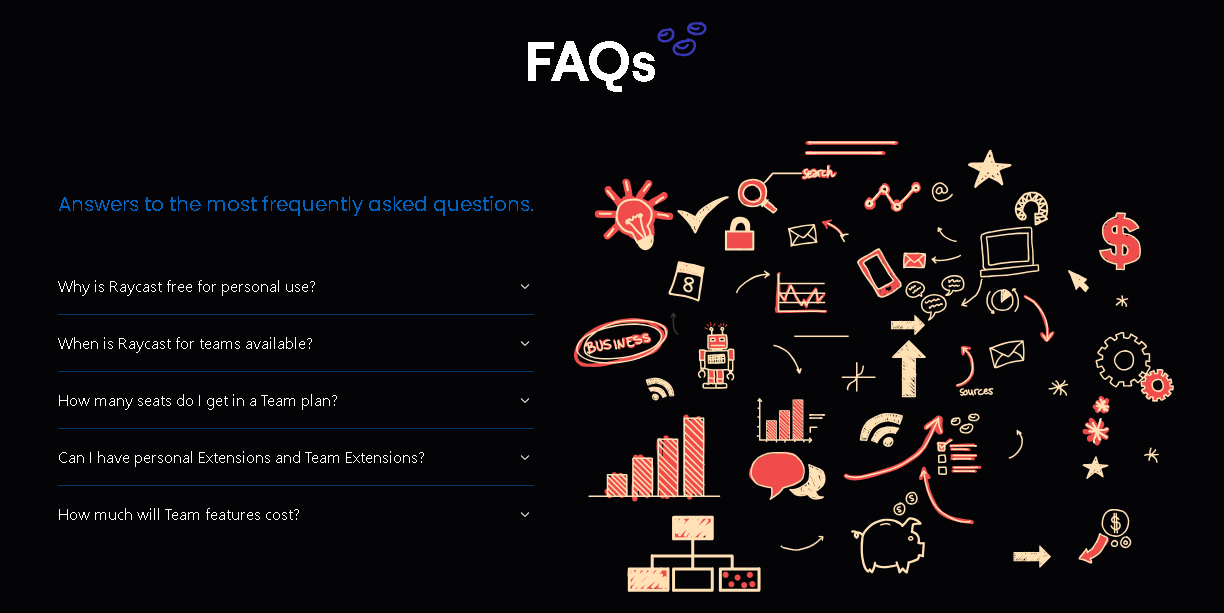 FAQs
Answers to the most frequently asked questions.
Why is Raycast free for personal use?
When is Raycast for teams available?
How many seats do I get in a Team plan?
Can I have personal Extensions and Team Extensions?
How much will Team features cost?
search
@
$
8
BUSINESS
sources
$